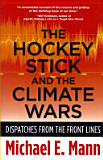 THE
HOCKEY
STICK
AND THE
CLIMATE
WARS
DISPATCHES FROM THE FRONT LINES
Michael E. Mann